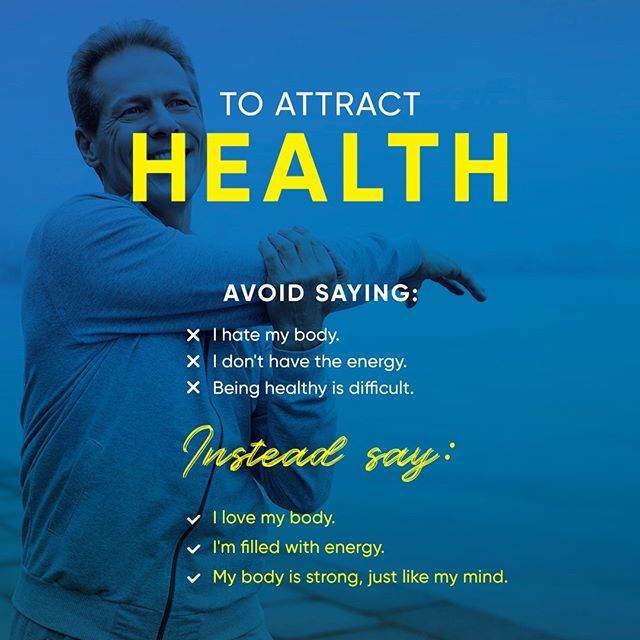 TO ATTRACT
HEALTH
AVOID SAYING:
I hate my body.
I don't have the energy.
Being healthy is difficult.
Instead say:
I love my body.
I'm filled with energy.
My body is strong, just like my mind.